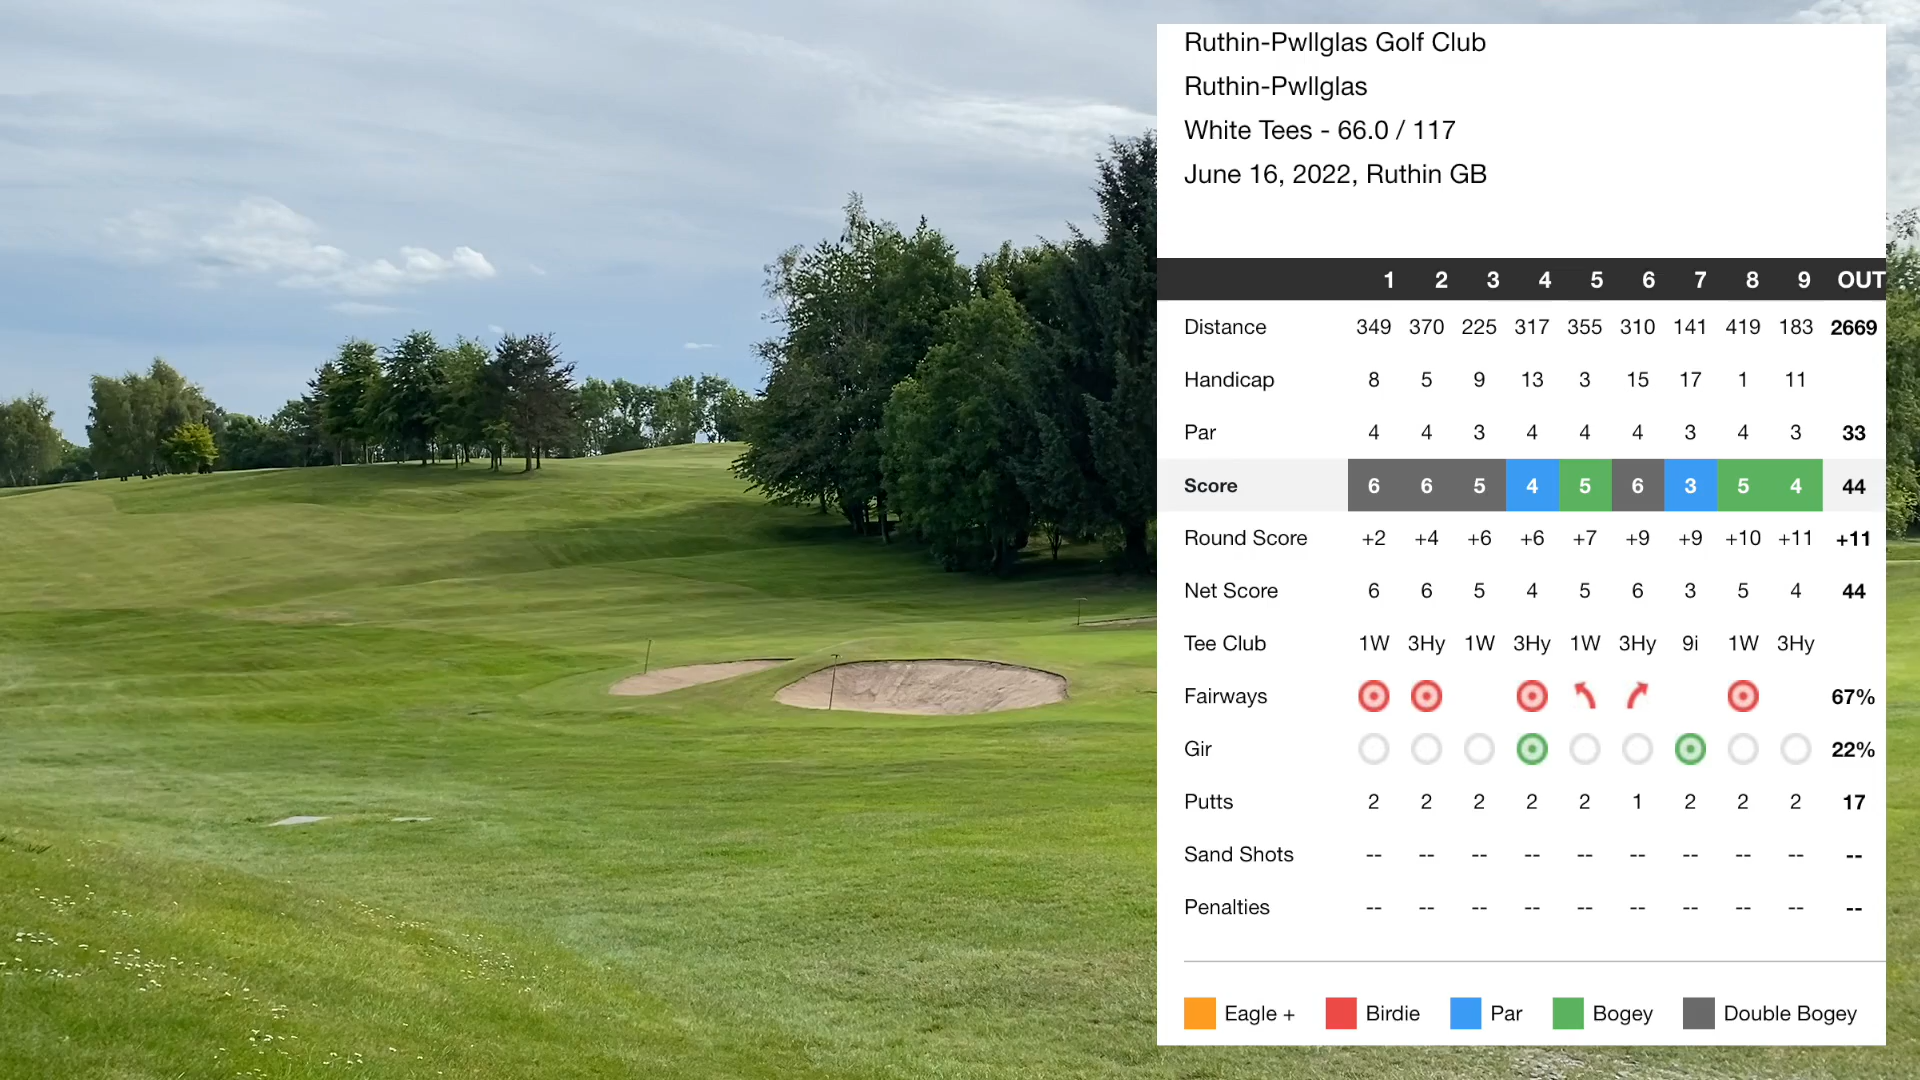 Ruthin-Pwllglas Golf Club
Ruthin-Pwllglas
White Tees - 66.0 / 117
June 16, 2022, Ruthin GB
1 2 3 4 5 6 7 8 9 OUT
Distance 349 370 225 317 355 310 141 419 183 2669
Handicap 8 5 9 13 3 15 17 1 11
Par 4 4 3 4 4 4 3 4 3 33
Score 6 6 5 4 5 6 3 5 4 44
Round Score +2 +4 +6 +6 +7 +9 +9 +10 +11 +11
Net Score 6 6 5 4 5 6 3 5 4 44
Tee Club 1W 3Hy 1W 3Hy 1W 3Hy 9i 1W 3Hy
Fairways 67%
Gir 22%
Putts 2 2 2 2 2 1 2 2 2 17
Sand Shots -- -- -- -- -- -- -- -- -- --
Penalties -- -- -- -- -- -- -- -- -- --
Eagle + Birdie Par Bogey Double Bogey